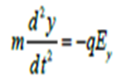 m d²y/dt² = -qE_y